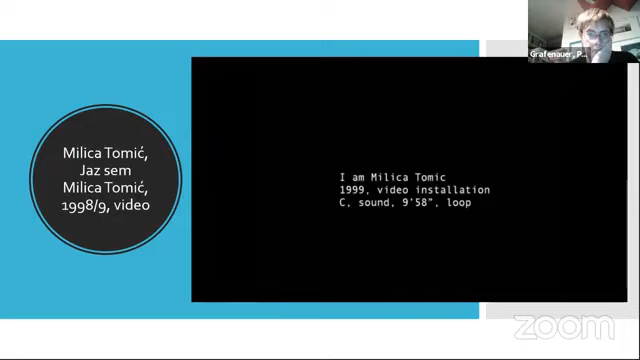 Grafenauer, P...
Milica Tomić,
Jaz sem
Milica Tomić,
1998/9, video
I am Milica Tomic
1999, video installation
C, sound, 9'58", loop
zoom